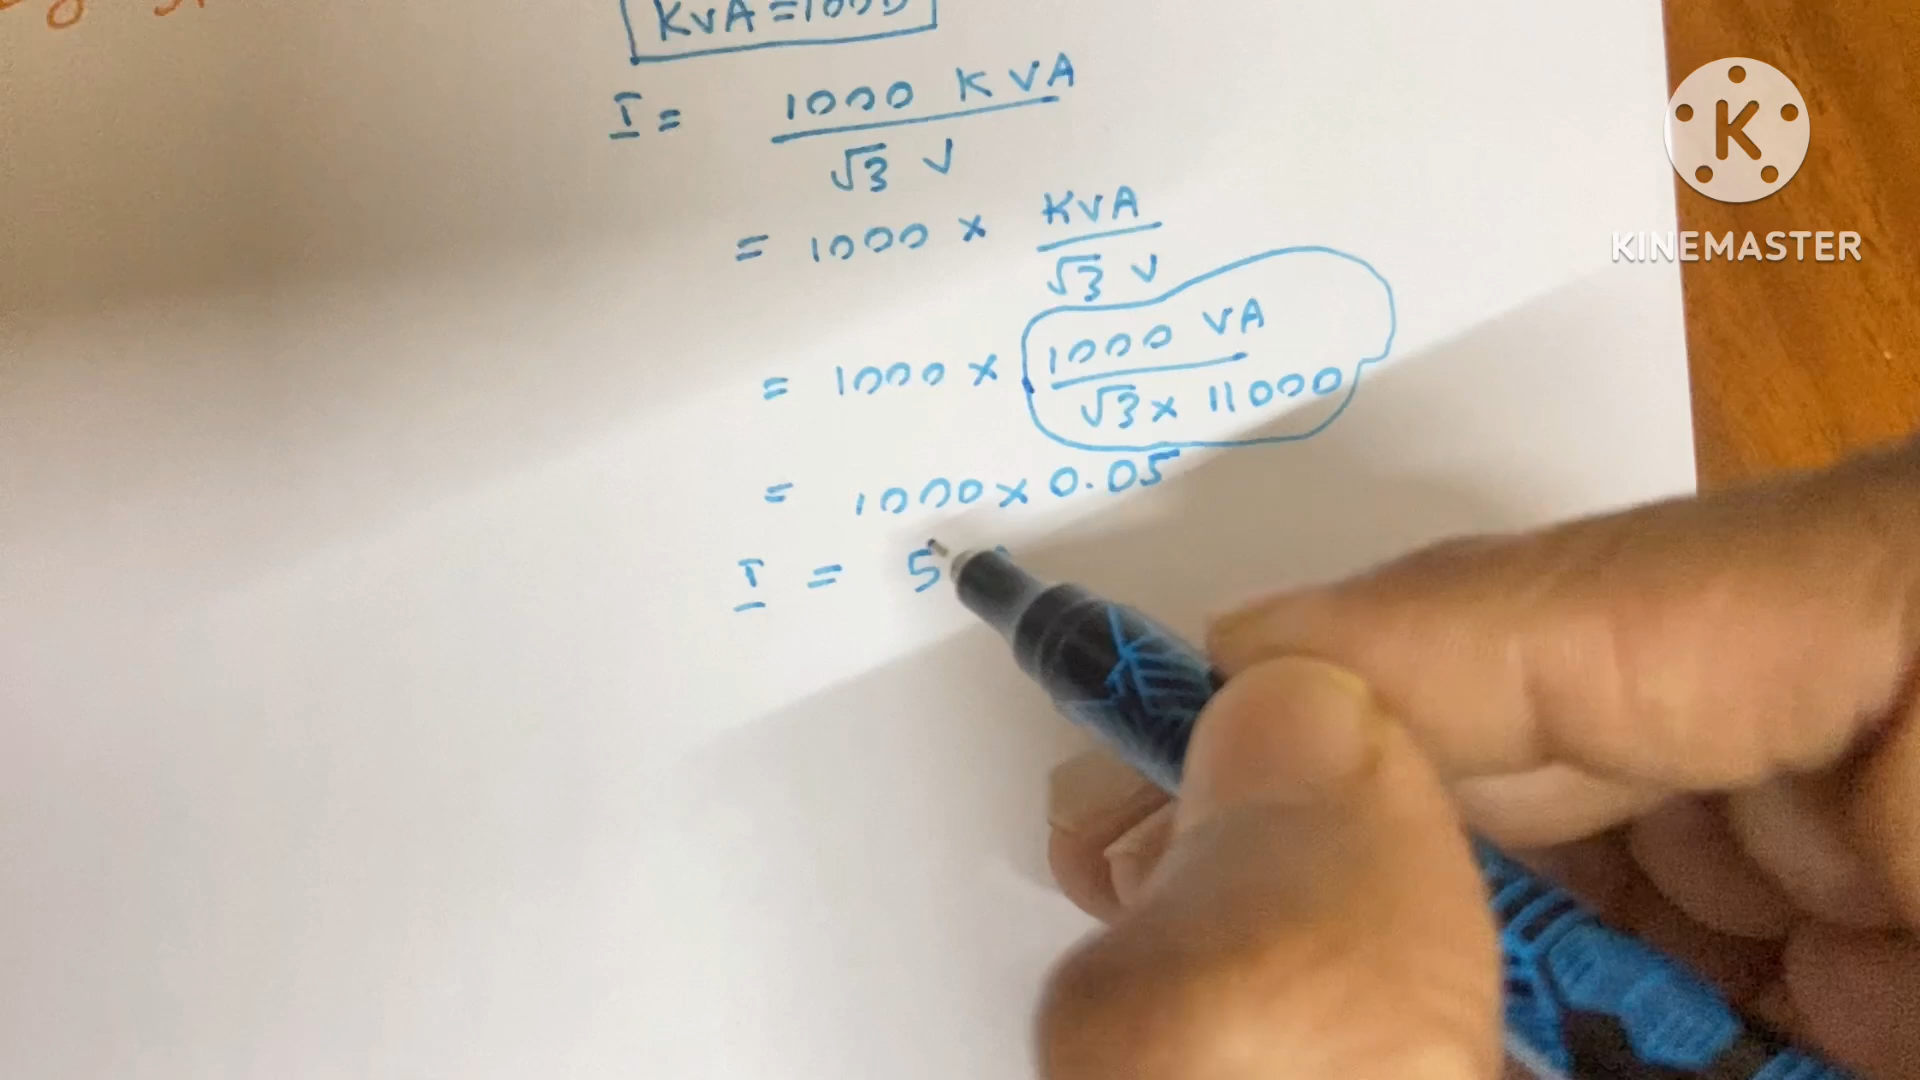 KVA = 1000
I = 1000 KVA
√3 V
= 1000 × KVA
√3 V
= 1000 × 1000 VA
√3 × 11000
= 1000 × 0.05
I = 5
K
KINEMASTER